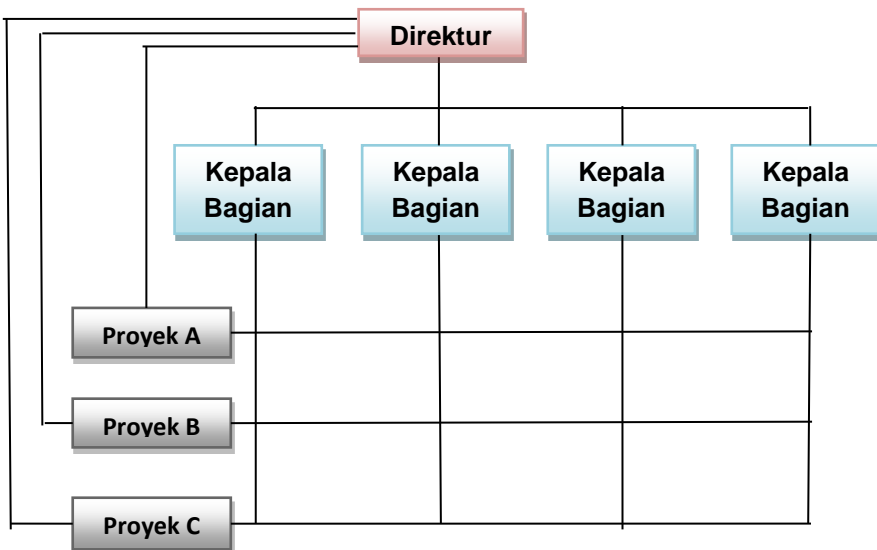 Direktur
Kepala
Bagian
Kepala
Bagian
Kepala
Bagian
Kepala
Bagian
Proyek A
Proyek B
Proyek C